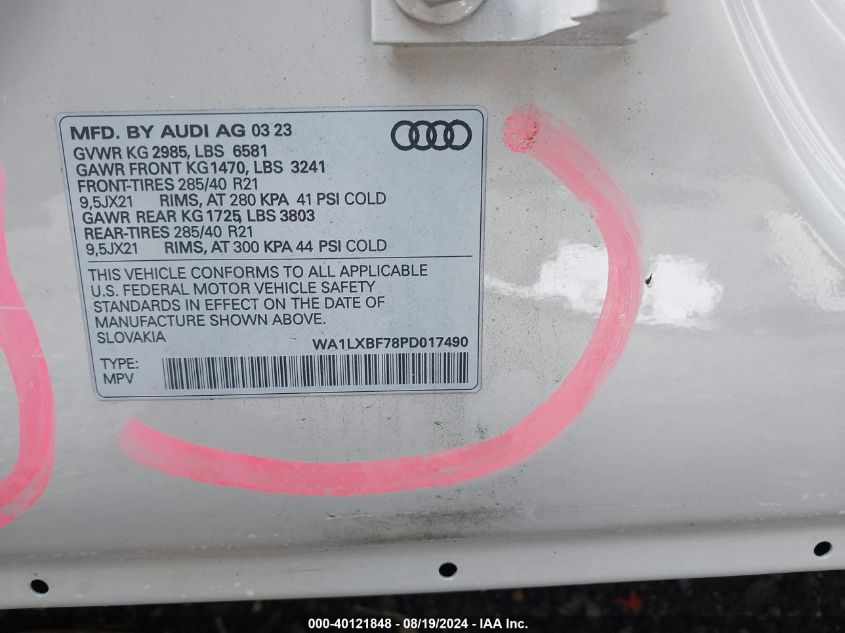 MFD. BY AUDI AG 03 23
GVWR KG 2985, LBS 6581
GAWR FRONT KG1470, LBS 3241
FRONT-TIRES 285/40 R21
9,5JX21 RIMS, AT 280 KPA 41 PSI COLD
GAWR REAR KG 1725, LBS 3803
REAR-TIRES 285/40 R21
9,5JX21 RIMS, AT 300 KPA 44 PSI COLD
THIS VEHICLE CONFORMS TO ALL APPLICABLE
U.S. FEDERAL MOTOR VEHICLE SAFETY
STANDARDS IN EFFECT ON THE DATE OF
MANUFACTURE SHOWN ABOVE.
SLOVAKIA
WA1LXBF78PD017490
TYPE:
MPV
000-40121848 - 08/19/2024 - IAA Inc.